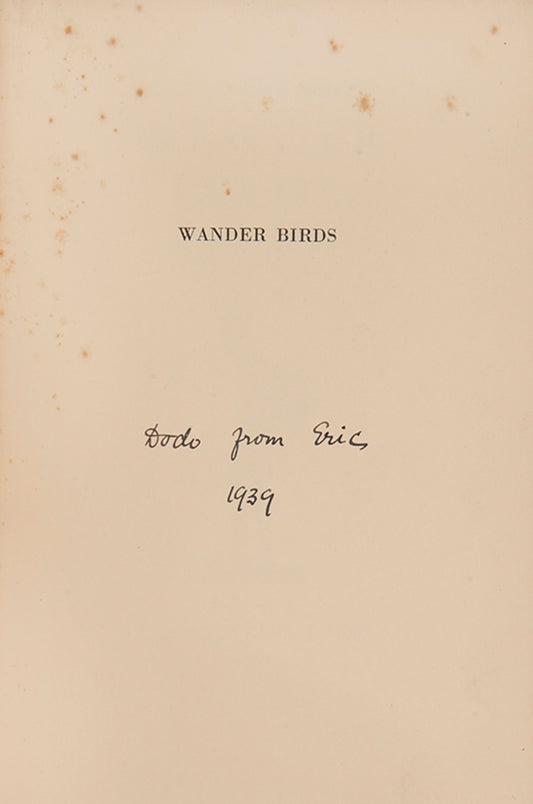 WANDER BIRDS
Dodo from Eric
1939